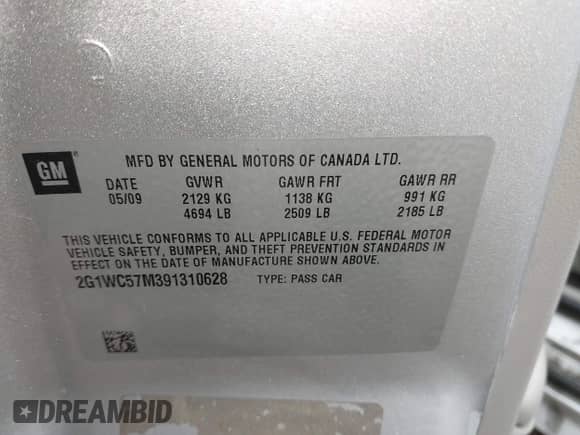 GM
MFD BY GENERAL MOTORS OF CANADA LTD.
DATE GVWR GAWR FRT GAWR RR
05/09 2129 KG 1138 KG 991 KG
4694 LB 2509 LB 2185 LB
THIS VEHICLE CONFORMS TO ALL APPLICABLE U.S. FEDERAL MOTOR
VEHICLE SAFETY, BUMPER, AND THEFT PREVENTION STANDARDS IN
EFFECT ON THE DATE OF MANUFACTURE SHOWN ABOVE.
2G1WC57M391310628 TYPE: PASS CAR
DREAMBID